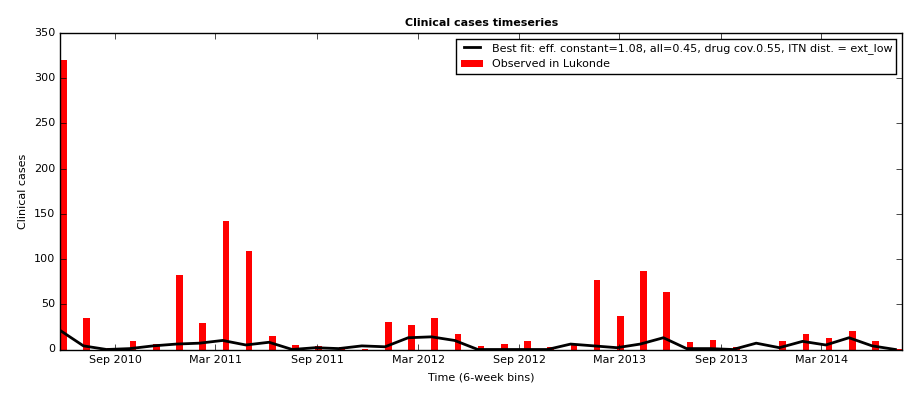 Clinical cases timeseries
Best fit: eff. constant=1.08, all=0.45, drug cov.0.55, ITN dist. = ext_low
Observed in Lukonde
350
300
250
200
150
100
50
0
Clinical cases
Sep 2010 Mar 2011 Sep 2011 Mar 2012 Sep 2012 Mar 2013 Sep 2013 Mar 2014
Time (6-week bins)